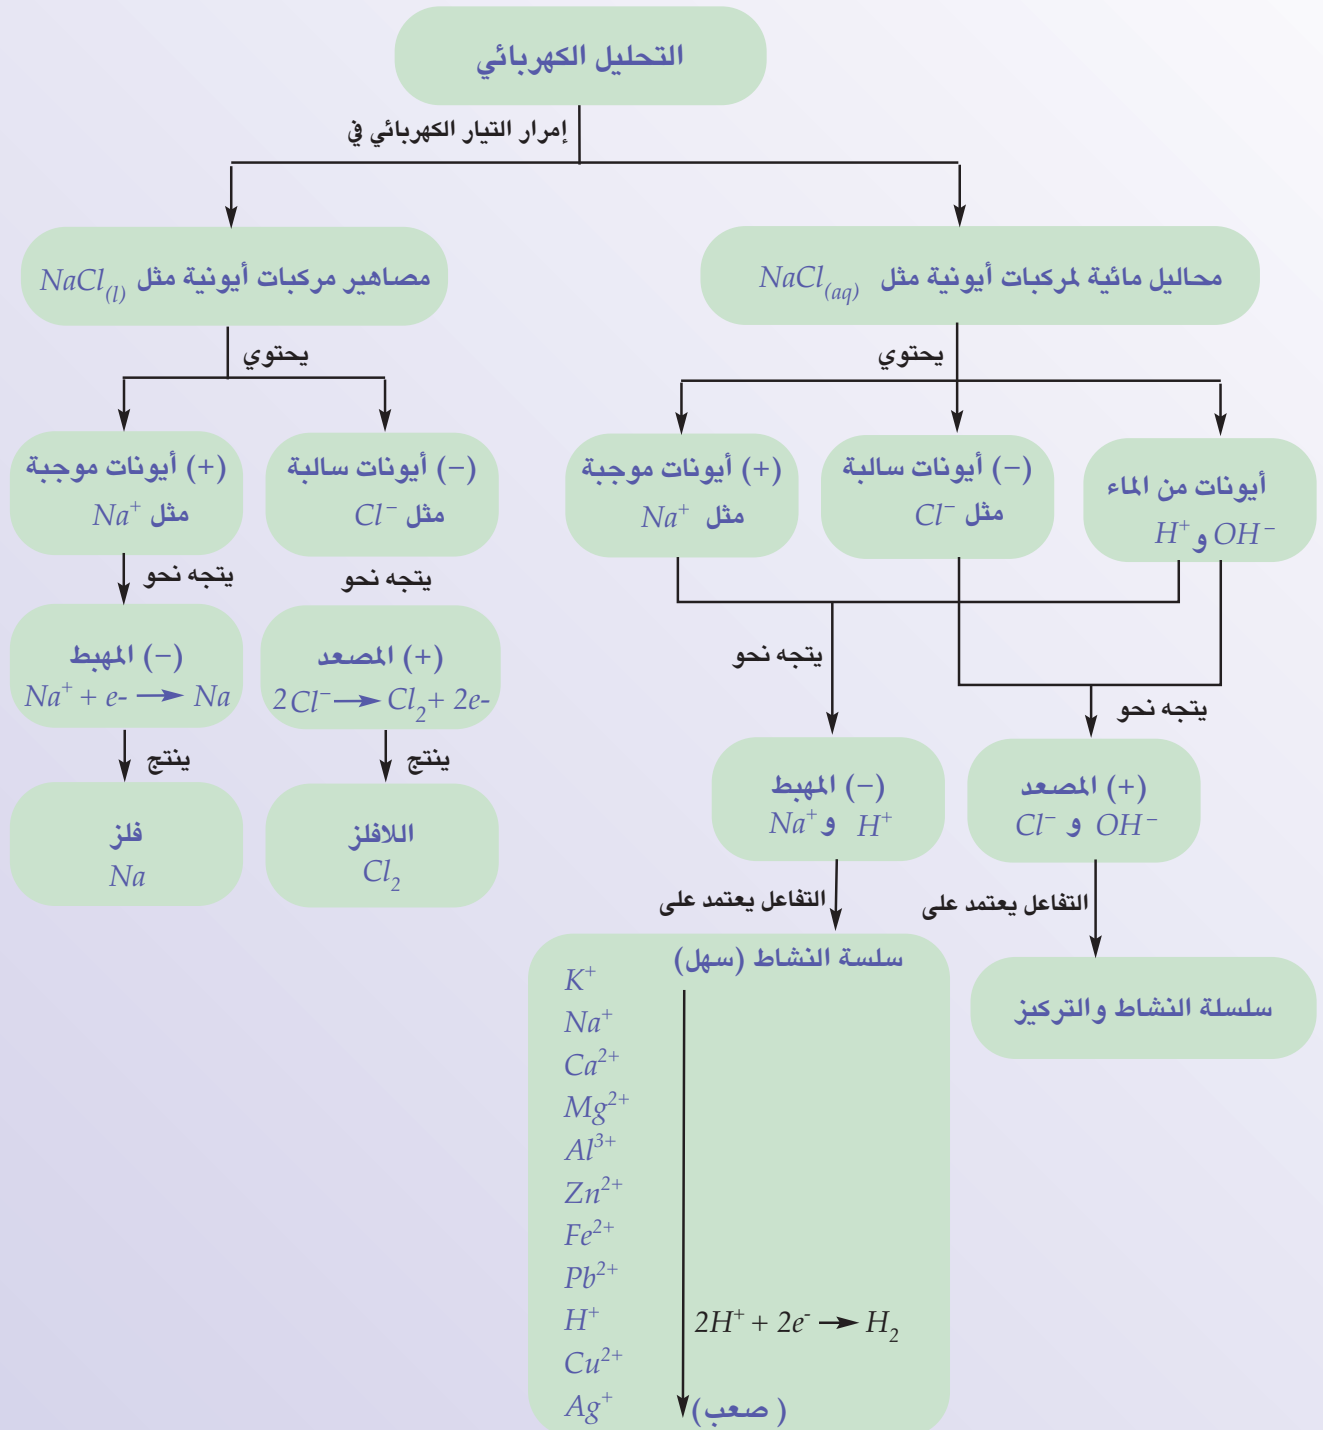 التحليل الكهربائي
إمرار التيار الكهربائي في
محاليل مائية لمركبات أيونية مثل NaCl(aq)
يحتوي
أيونات من الماء
H⁺ و OH⁻
(−) أيونات سالبة
مثل Cl⁻
(+) أيونات موجبة
مثل Na⁺
يتجه نحو
(+) المصعد
Cl⁻ و OH⁻
التفاعل يعتمد على
سلسلة النشاط والتركيز
يتجه نحو
(−) المهبط
Na⁺ و H⁺
التفاعل يعتمد على
سلسة النشاط (سهل)
K⁺
Na⁺
Ca²⁺
Mg²⁺
Al³⁺
Zn²⁺
Fe²⁺
Pb²⁺
H⁺
2H⁺ + 2e⁻ → H₂
Cu²⁺
Ag⁺
(صعب )
مصاهير مركبات أيونية مثل NaCl(l)
يحتوي
(−) أيونات سالبة
مثل Cl⁻
يتجه نحو
(+) المصعد
2Cl⁻ → Cl₂ + 2e-
ينتج
اللافلز
Cl₂
(+) أيونات موجبة
مثل Na⁺
يتجه نحو
(−) المهبط
Na⁺ + e- → Na
ينتج
فلز
Na